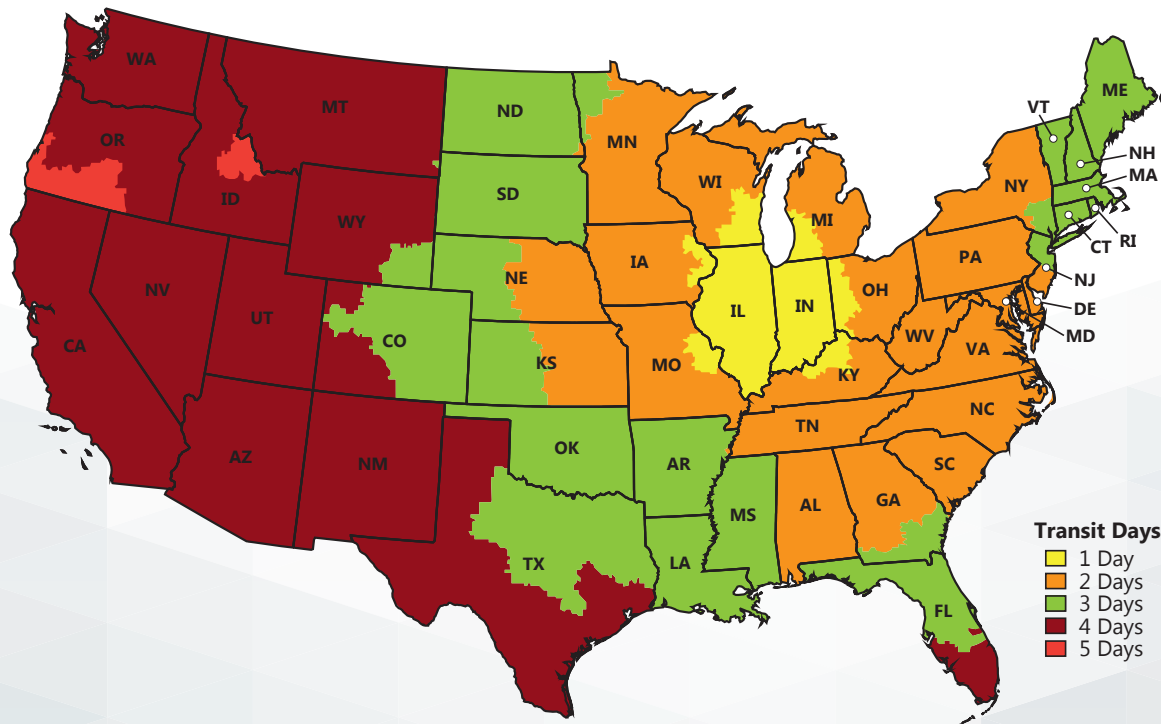 WA
MT
ND
MN
ME
VT
OR
NH
MA
ID
SD
WI
NY
WY
MI
RI
CT
IA
PA
NE
OH
NJ
NV
UT
IL
IN
DE
CO
WV
MD
CA
KS
MO
VA
KY
NC
TN
OK
AZ
NM
AR
SC
AL
GA
MS
TX
LA
FL
Transit Days
1 Day
2 Days
3 Days
4 Days
5 Days